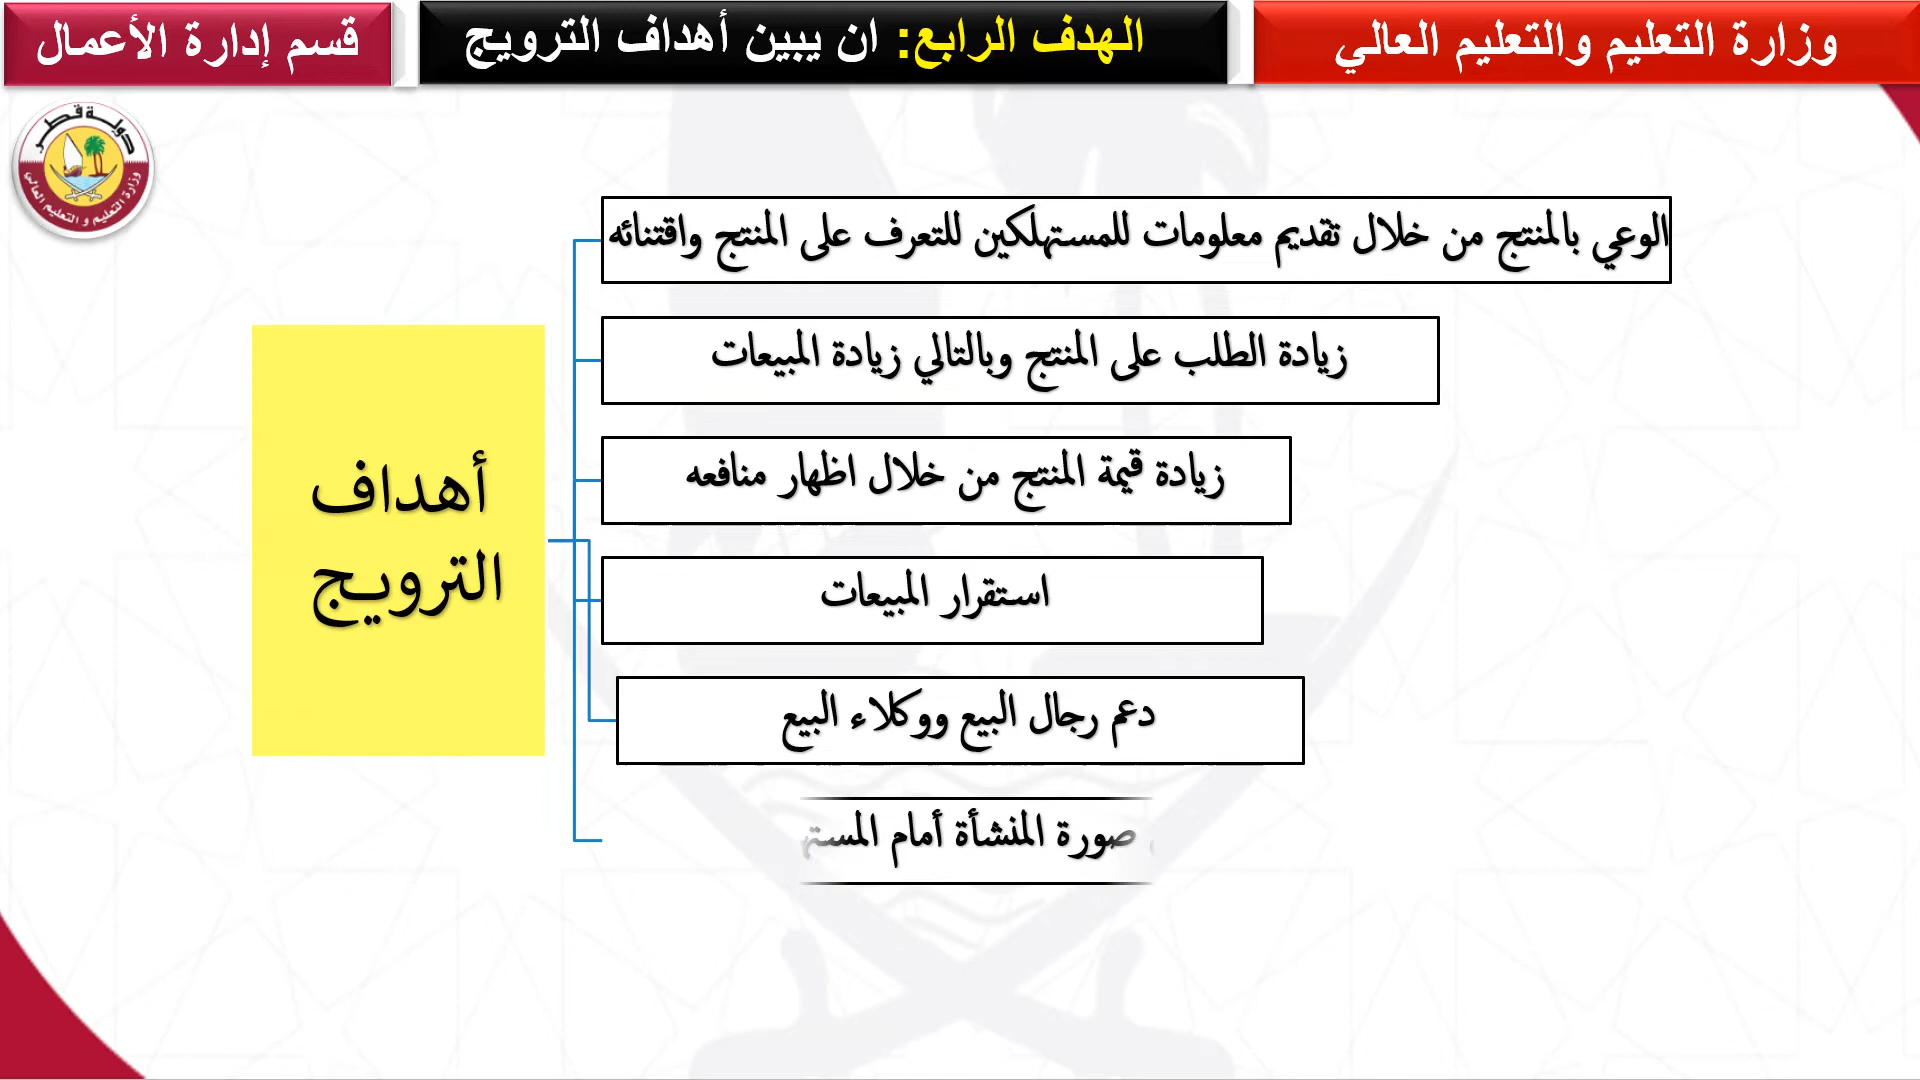 وزارة التعليم والتعليم العالي
الهدف الرابع: ان يبين أهداف الترويج
قسم إدارة الأعمال
دولة قطر
وزارة التعليم و التعليم العالي
أهداف
الترويج
الوعي بالمنتج من خلال تقديم معلومات للمستهلكين للتعرف على المنتج واقتنائه
زيادة الطلب على المنتج وبالتالي زيادة المبيعات
زيادة قيمة المنتج من خلال اظهار منافعه
استقرار المبيعات
دعم رجال البيع ووكلاء البيع
صورة المنشأة أمام